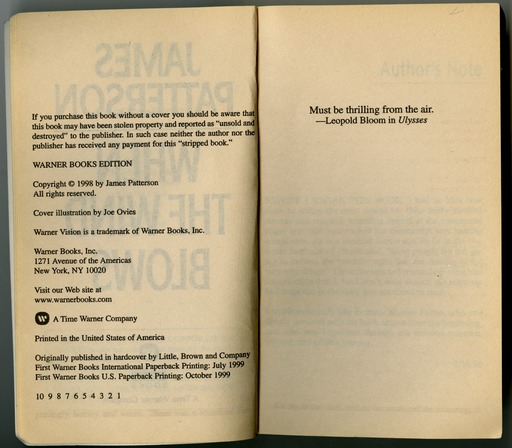 If you purchase this book without a cover you should be aware that
this book may have been stolen property and reported as "unsold and
destroyed" to the publisher. In such case neither the author nor the
publisher has received any payment for this "stripped book."
WARNER BOOKS EDITION
Copyright © 1998 by James Patterson
All rights reserved.
Cover illustration by Joe Ovies
Warner Vision is a trademark of Warner Books, Inc.
Warner Books, Inc.
1271 Avenue of the Americas
New York, NY 10020
Visit our Web site at
www.warnerbooks.com
W A Time Warner Company
Printed in the United States of America
Originally published in hardcover by Little, Brown and Company
First Warner Books International Paperback Printing: July 1999
First Warner Books U.S. Paperback Printing: October 1999
10 9 8 7 6 5 4 3 2 1
Must be thrilling from the air.
—Leopold Bloom in Ulysses
Author's Note